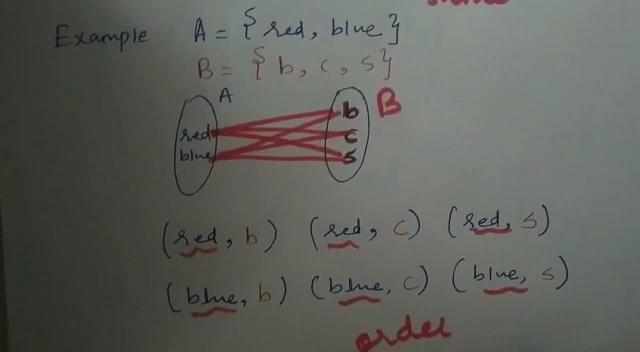 Example A = {red, blue}
B = {b, c, s}
A
B
red
blue
b
c
s
(red, b) (red, c) (red, s)
(blue, b) (blue, c) (blue, s)
order